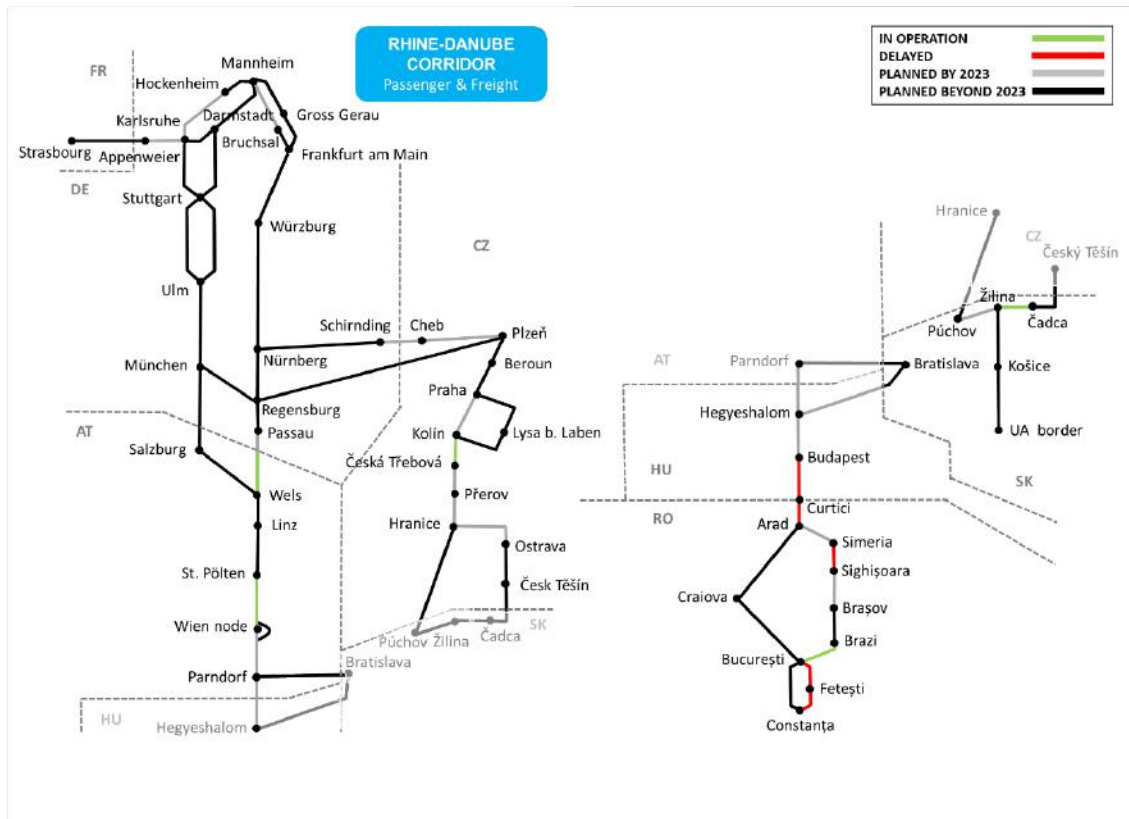 RHINE-DANUBE
CORRIDOR
Passenger & Freight
IN OPERATION
DELAYED
PLANNED BY 2023
PLANNED BEYOND 2023
FR
Mannheim
Hockenheim
Karlsruhe
Darmstadt
Gross Gerau
Strasbourg
Appenweier
Bruchsal
Frankfurt am Main
DE
Stuttgart
Würzburg
CZ
Ulm
Schirnding
Cheb
Plzeň
Nürnberg
München
Beroun
Praha
Regensburg
AT
Passau
Kolín
Lysa b. Laben
Salzburg
Česká Třebová
Wels
Přerov
Linz
Hranice
Ostrava
St. Pölten
Česk Těšín
Wien node
Púchov
Žilina
Čadca
SK
Bratislava
Parndorf
HU
Hegyeshalom
Hranice
CZ
Český Těšín
Žilina
Púchov
Čadca
AT
Parndorf
Bratislava
Košice
Hegyeshalom
UA border
Budapest
HU
SK
Curtici
RO
Arad
Simeria
Sighișoara
Craiova
Brașov
Brazi
București
Fetești
Constanța